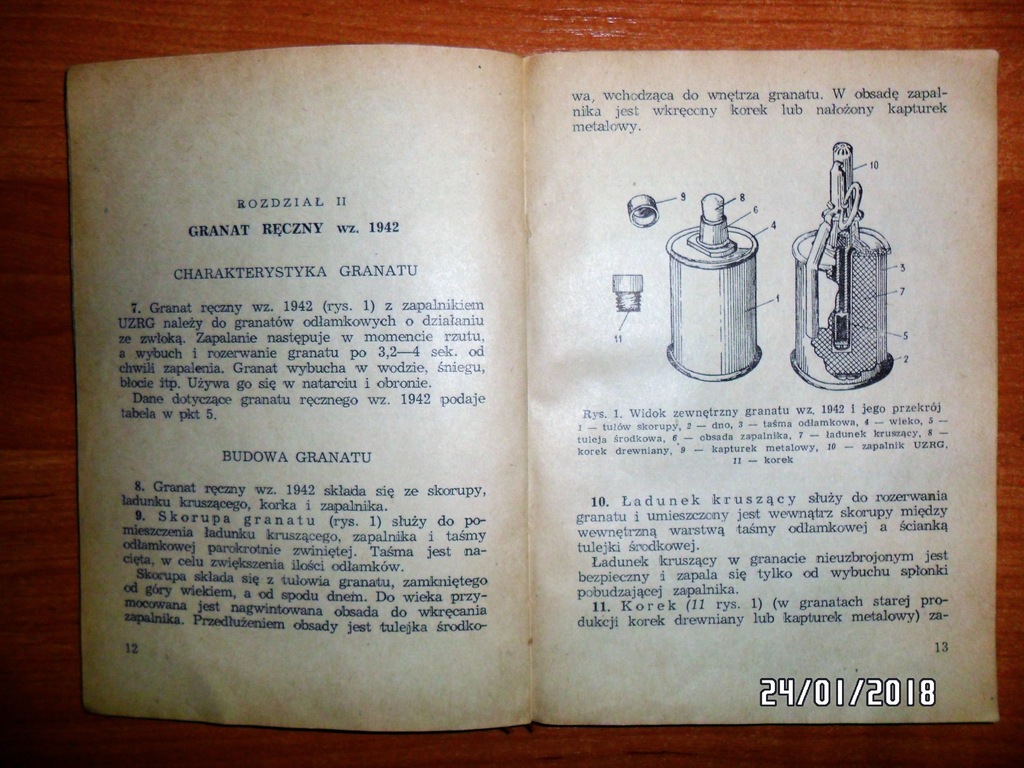 ROZDZIAŁ II
GRANAT RĘCZNY wz. 1942
CHARAKTERYSTYKA GRANATU
7. Granat ręczny wz. 1942 (rys. 1) z zapalnikiem
UZRG należy do granatów odłamkowych o działaniu
ze zwłoką. Zapalanie następuje w momencie rzutu,
a wybuch i rozerwanie granatu po 3,2—4 sek. od
chwili zapalenia. Granat wybucha w wodzie, śniegu,
błocie itp. Używa go się w natarciu i obronie.
Dane dotyczące granatu ręcznego wz. 1942 podaje
tabela w pkt 5.
BUDOWA GRANATU
8. Granat ręczny wz. 1942 składa się ze skorupy,
ładunku kruszącego, korka i zapalnika.
9. Skorupa granatu (rys. 1) służy do po-
mieszczenia ładunku kruszącego, zapalnika i taśmy
odłamkowej parokrotnie zwiniętej. Taśma jest na-
cięta, w celu zwiększenia ilości odłamków.
Skorupa składa się z tułowia granatu, zamkniętego
od góry wiekiem, a od spodu dnem. Do wieka przy-
mocowana jest nagwintowana obsada do wkręcania
zapalnika. Przedłużeniem obsady jest tulejka środko-
12
wa, wchodząca do wnętrza granatu. W obsadę zapal-
nika jest wkręcony korek lub nałożony kapturek
metalowy.
10
9
8
6
4
3
7
1
11
5
2
Rys. 1. Widok zewnętrzny granatu wz. 1942 i jego przekrój
1 — tułów skorupy, 2 — dno, 3 — taśma odłamkowa, 4 — wieko, 5 —
tuleja środkowa, 6 — obsada zapalnika, 7 — ładunek kruszący, 8 —
korek drewniany, 9 — kapturek metalowy, 10 — zapalnik UZRG,
11 — korek
10. Ładunek kruszący służy do rozerwania
granatu i umieszczony jest wewnątrz skorupy między
wewnętrzną warstwą taśmy odłamkowej a ścianką
tulejki środkowej.
Ładunek kruszący w granacie nieuzbrojonym jest
bezpieczny i zapala się tylko od wybuchu spłonki
pobudzającej zapalnika.
11. Korek (11 rys. 1) (w granatach starej pro-
dukcji korek drewniany lub kapturek metalowy) za-
13
24/01/2018